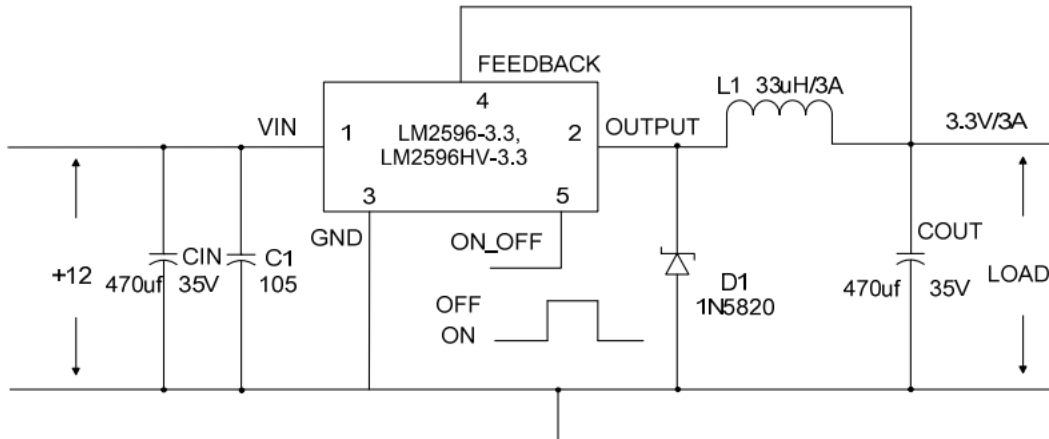 FEEDBACK
L1 33uH/3A
4
VIN
1
LM2596-3.3,
2
OUTPUT
3.3V/3A
LM2596HV-3.3
3
5
GND
ON_OFF
COUT
CIN
C1
+12
470uf
35V
105
D1
470uf
35V
LOAD
OFF
1N5820
ON